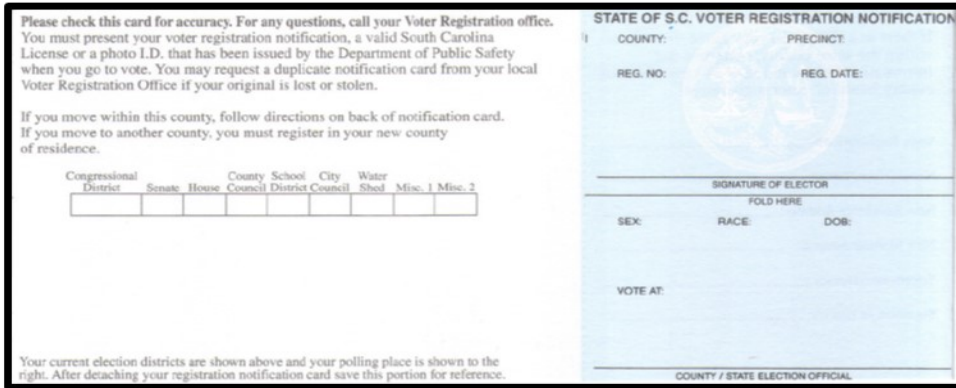 Please check this card for accuracy. For any questions, call your Voter Registration office.
You must present your voter registration notification, a valid South Carolina
License or a photo I.D. that has been issued by the Department of Public Safety
when you go to vote. You may request a duplicate notification card from your local
Voter Registration Office if your original is lost or stolen.
If you move within this county, follow directions on back of notification card.
If you move to another county, you must register in your new county
of residence.
Congressional District Senate House County Council School District City Council Water Shed Misc. 1 Misc. 2
Your current election districts are shown above and your polling place is shown to the
right. After detaching your registration notification card save this portion for reference.
STATE OF S.C. VOTER REGISTRATION NOTIFICATION
COUNTY: PRECINCT:
REG. NO: REG. DATE:
SIGNATURE OF ELECTOR
FOLD HERE
SEX: RACE: DOB:
VOTE AT:
COUNTY / STATE ELECTION OFFICIAL